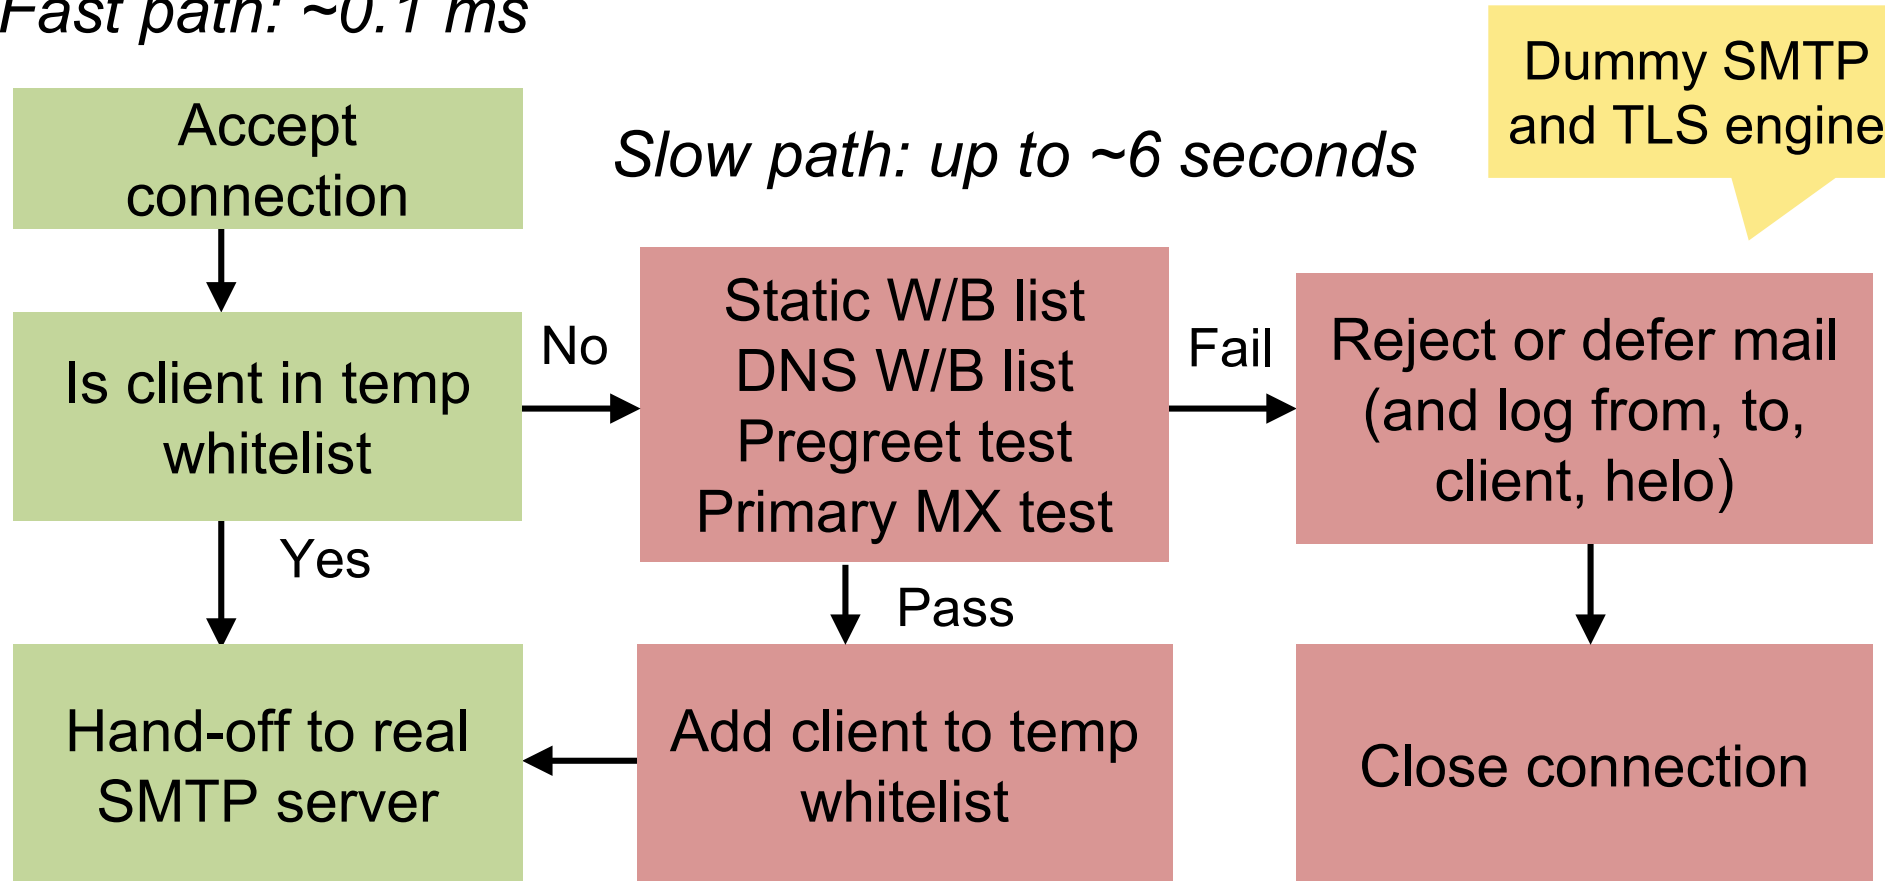 Fast path: ~0.1 ms
Dummy SMTP
and TLS engine
Accept
connection
Slow path: up to ~6 seconds
Is client in temp
whitelist
No
Static W/B list
DNS W/B list
Pregreet test
Primary MX test
Fail
Reject or defer mail
(and log from, to,
client, helo)
Yes
Pass
Hand-off to real
SMTP server
Add client to temp
whitelist
Close connection